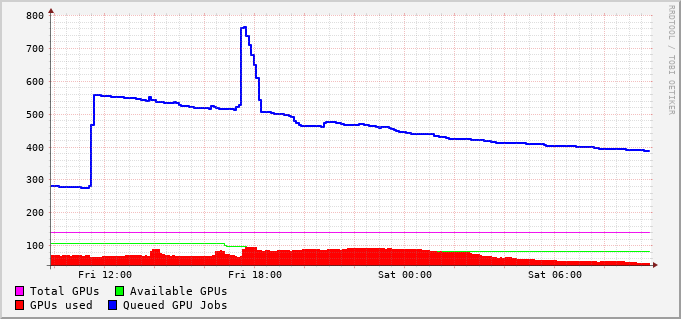 800
700
600
500
400
300
200
100
Fri 12:00 Fri 18:00 Sat 00:00 Sat 06:00
Total GPUs Available GPUs
GPUs used Queued GPU Jobs
RRDTOOL / TOBI OETIKER